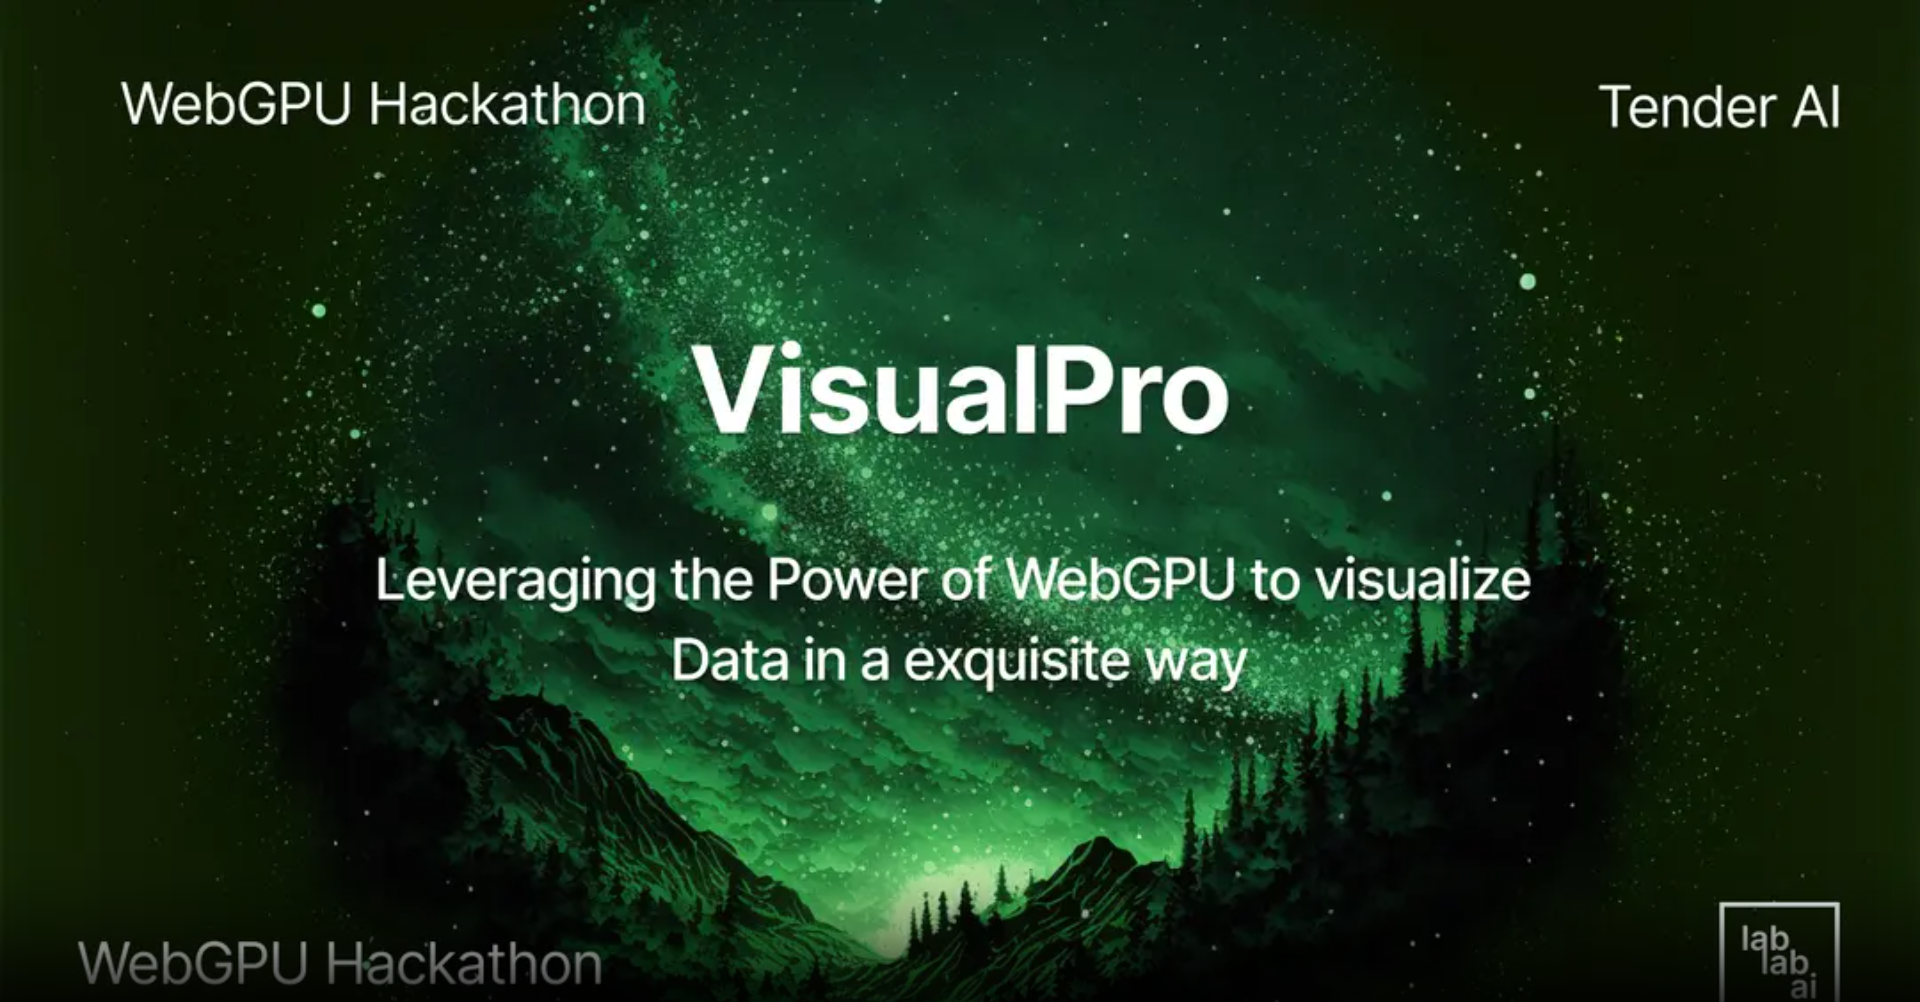 WebGPU Hackathon
Tender AI
VisualPro
Leveraging the Power of WebGPU to visualize
Data in a exquisite way
WebGPU Hackathon
lab
lab
ai